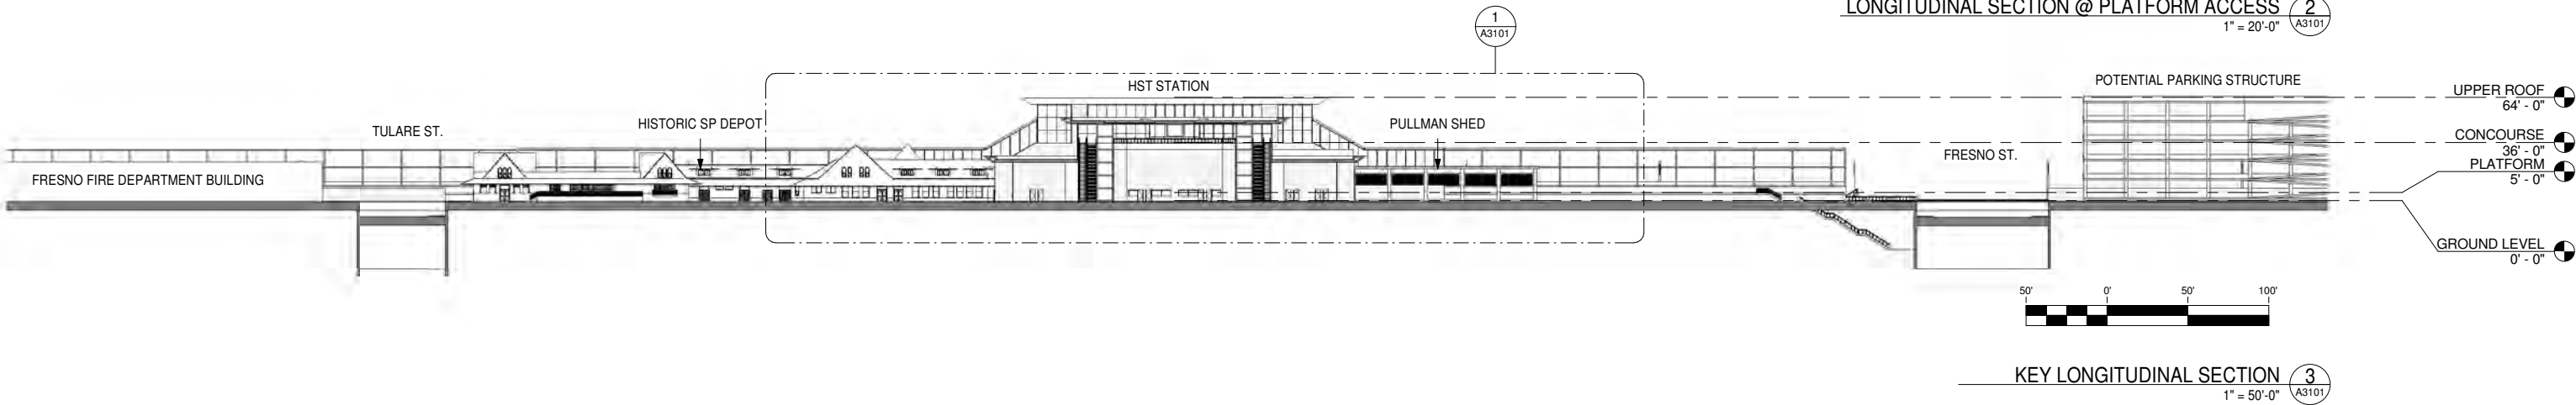 LONGITUDINAL SECTION @ PLATFORM ACCESS 2
1" = 20'-0" A3101
1
A3101
HST STATION
POTENTIAL PARKING STRUCTURE
UPPER ROOF
64' - 0"
TULARE ST.
HISTORIC SP DEPOT
PULLMAN SHED
CONCOURSE
36' - 0"
FRESNO ST.
PLATFORM
5' - 0"
FRESNO FIRE DEPARTMENT BUILDING
GROUND LEVEL
0' - 0"
50' 0' 50' 100'
KEY LONGITUDINAL SECTION 3
1" = 50'-0" A3101